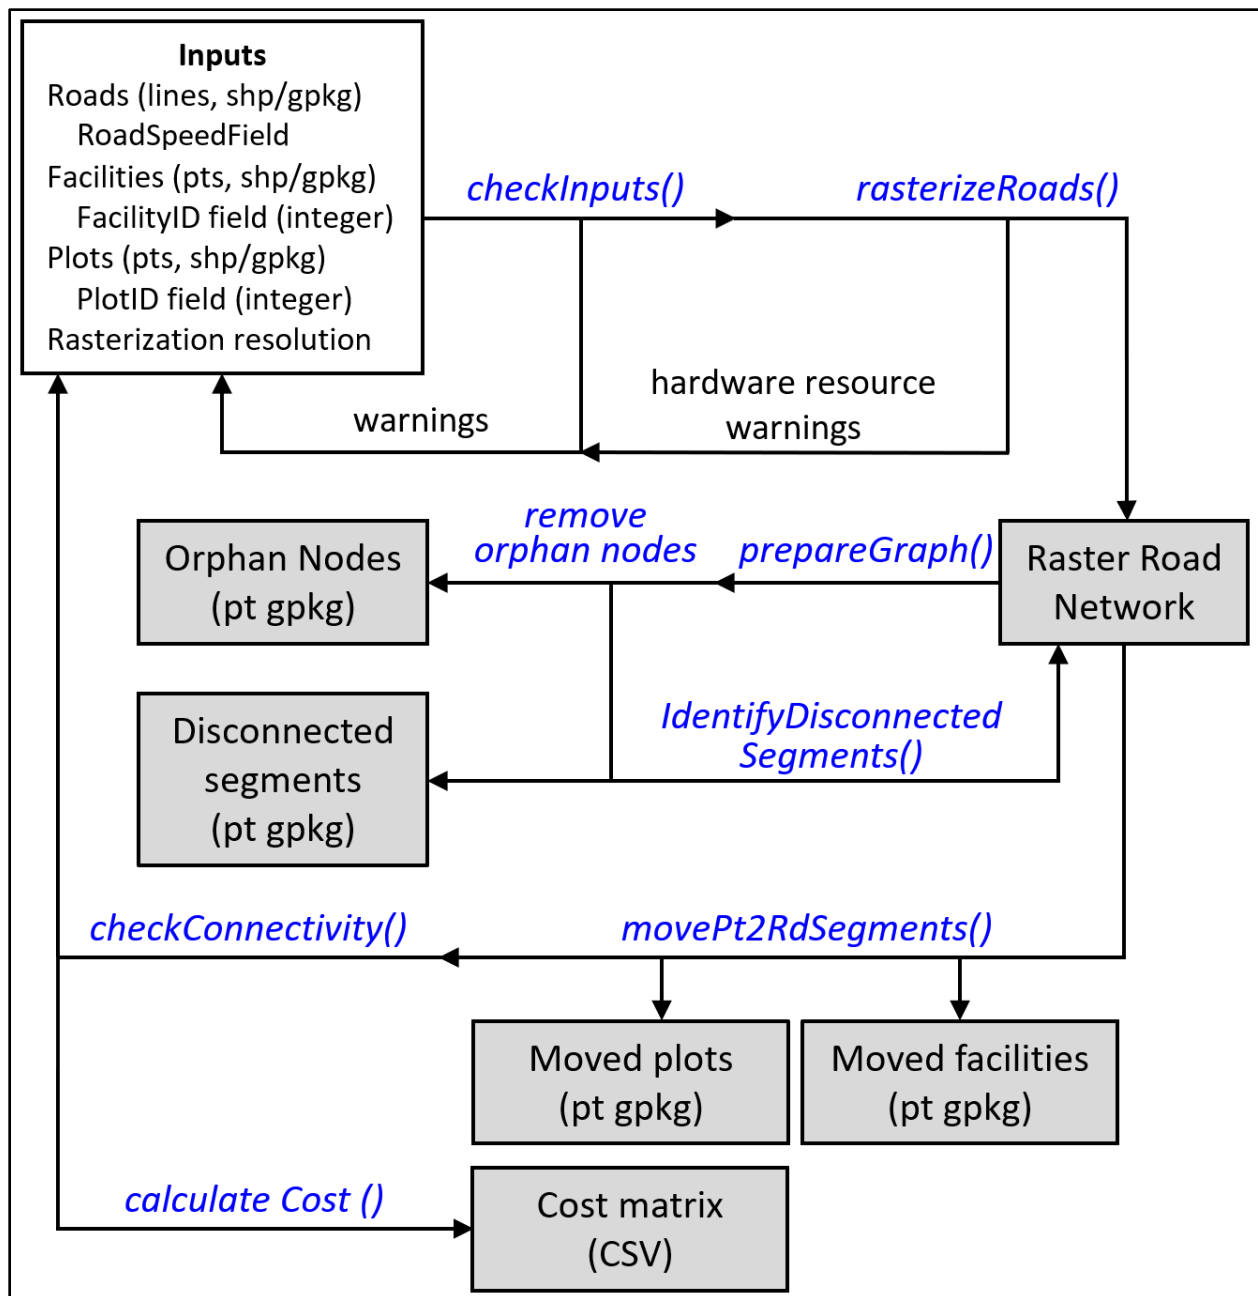 Inputs
Roads (lines, shp/gpkg)
RoadSpeedField
Facilities (pts, shp/gpkg)
FacilityID field (integer)
Plots (pts, shp/gpkg)
PlotID field (integer)
Rasterization resolution
checkInputs()
rasterizeRoads()
warnings
hardware resource
warnings
remove
orphan nodes
prepareGraph()
Orphan Nodes
(pt gpkg)
Raster Road
Network
Disconnected
segments
(pt gpkg)
IdentifyDisconnected
Segments()
checkConnectivity()
movePt2RdSegments()
Moved plots
(pt gpkg)
Moved facilities
(pt gpkg)
calculate Cost ()
Cost matrix
(CSV)